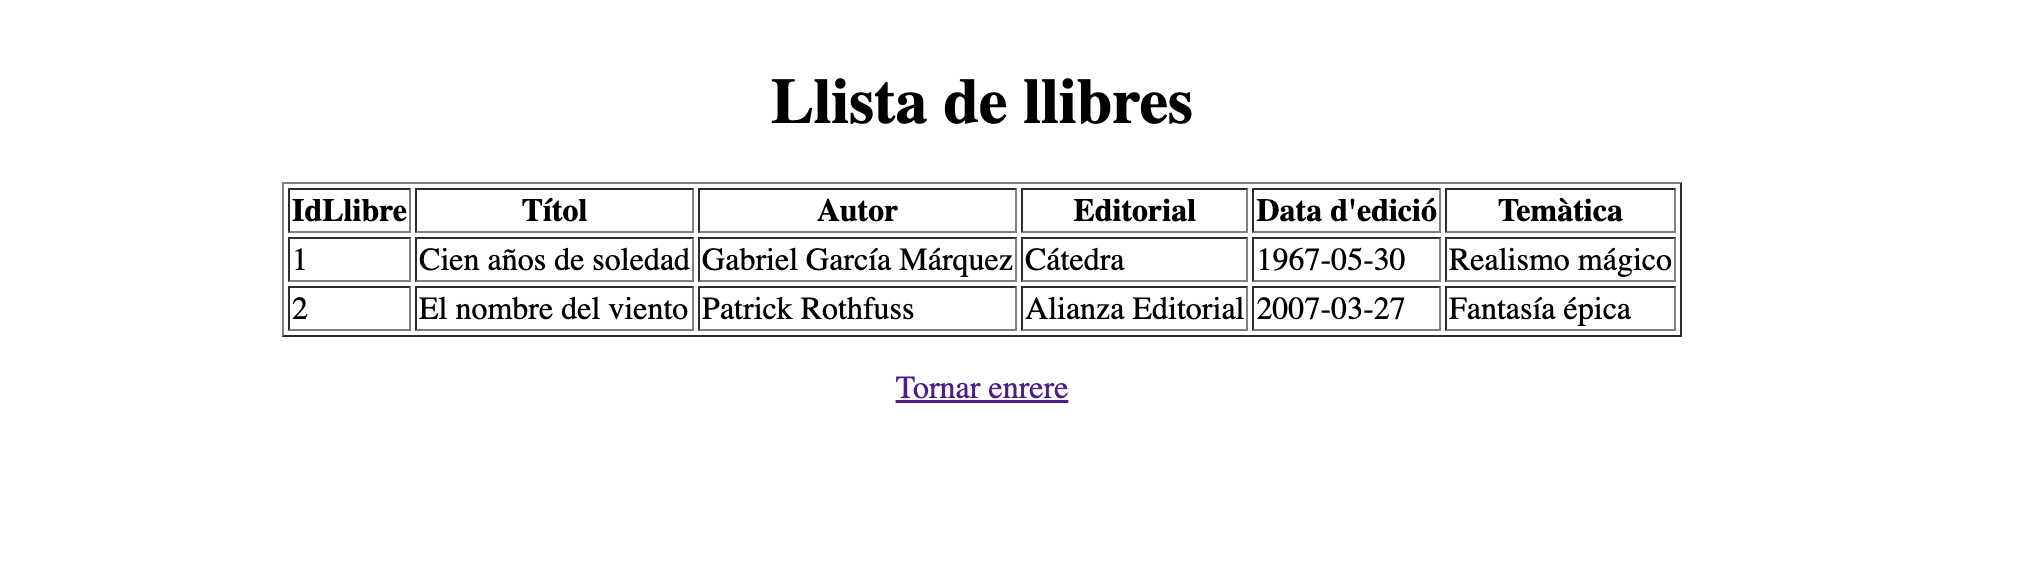 Llista de llibres
IdLlibre Títol Autor Editorial Data d'edició Temàtica
1 Cien años de soledad Gabriel García Márquez Cátedra 1967-05-30 Realismo mágico
2 El nombre del viento Patrick Rothfuss Alianza Editorial 2007-03-27 Fantasía épica
Tornar enrere